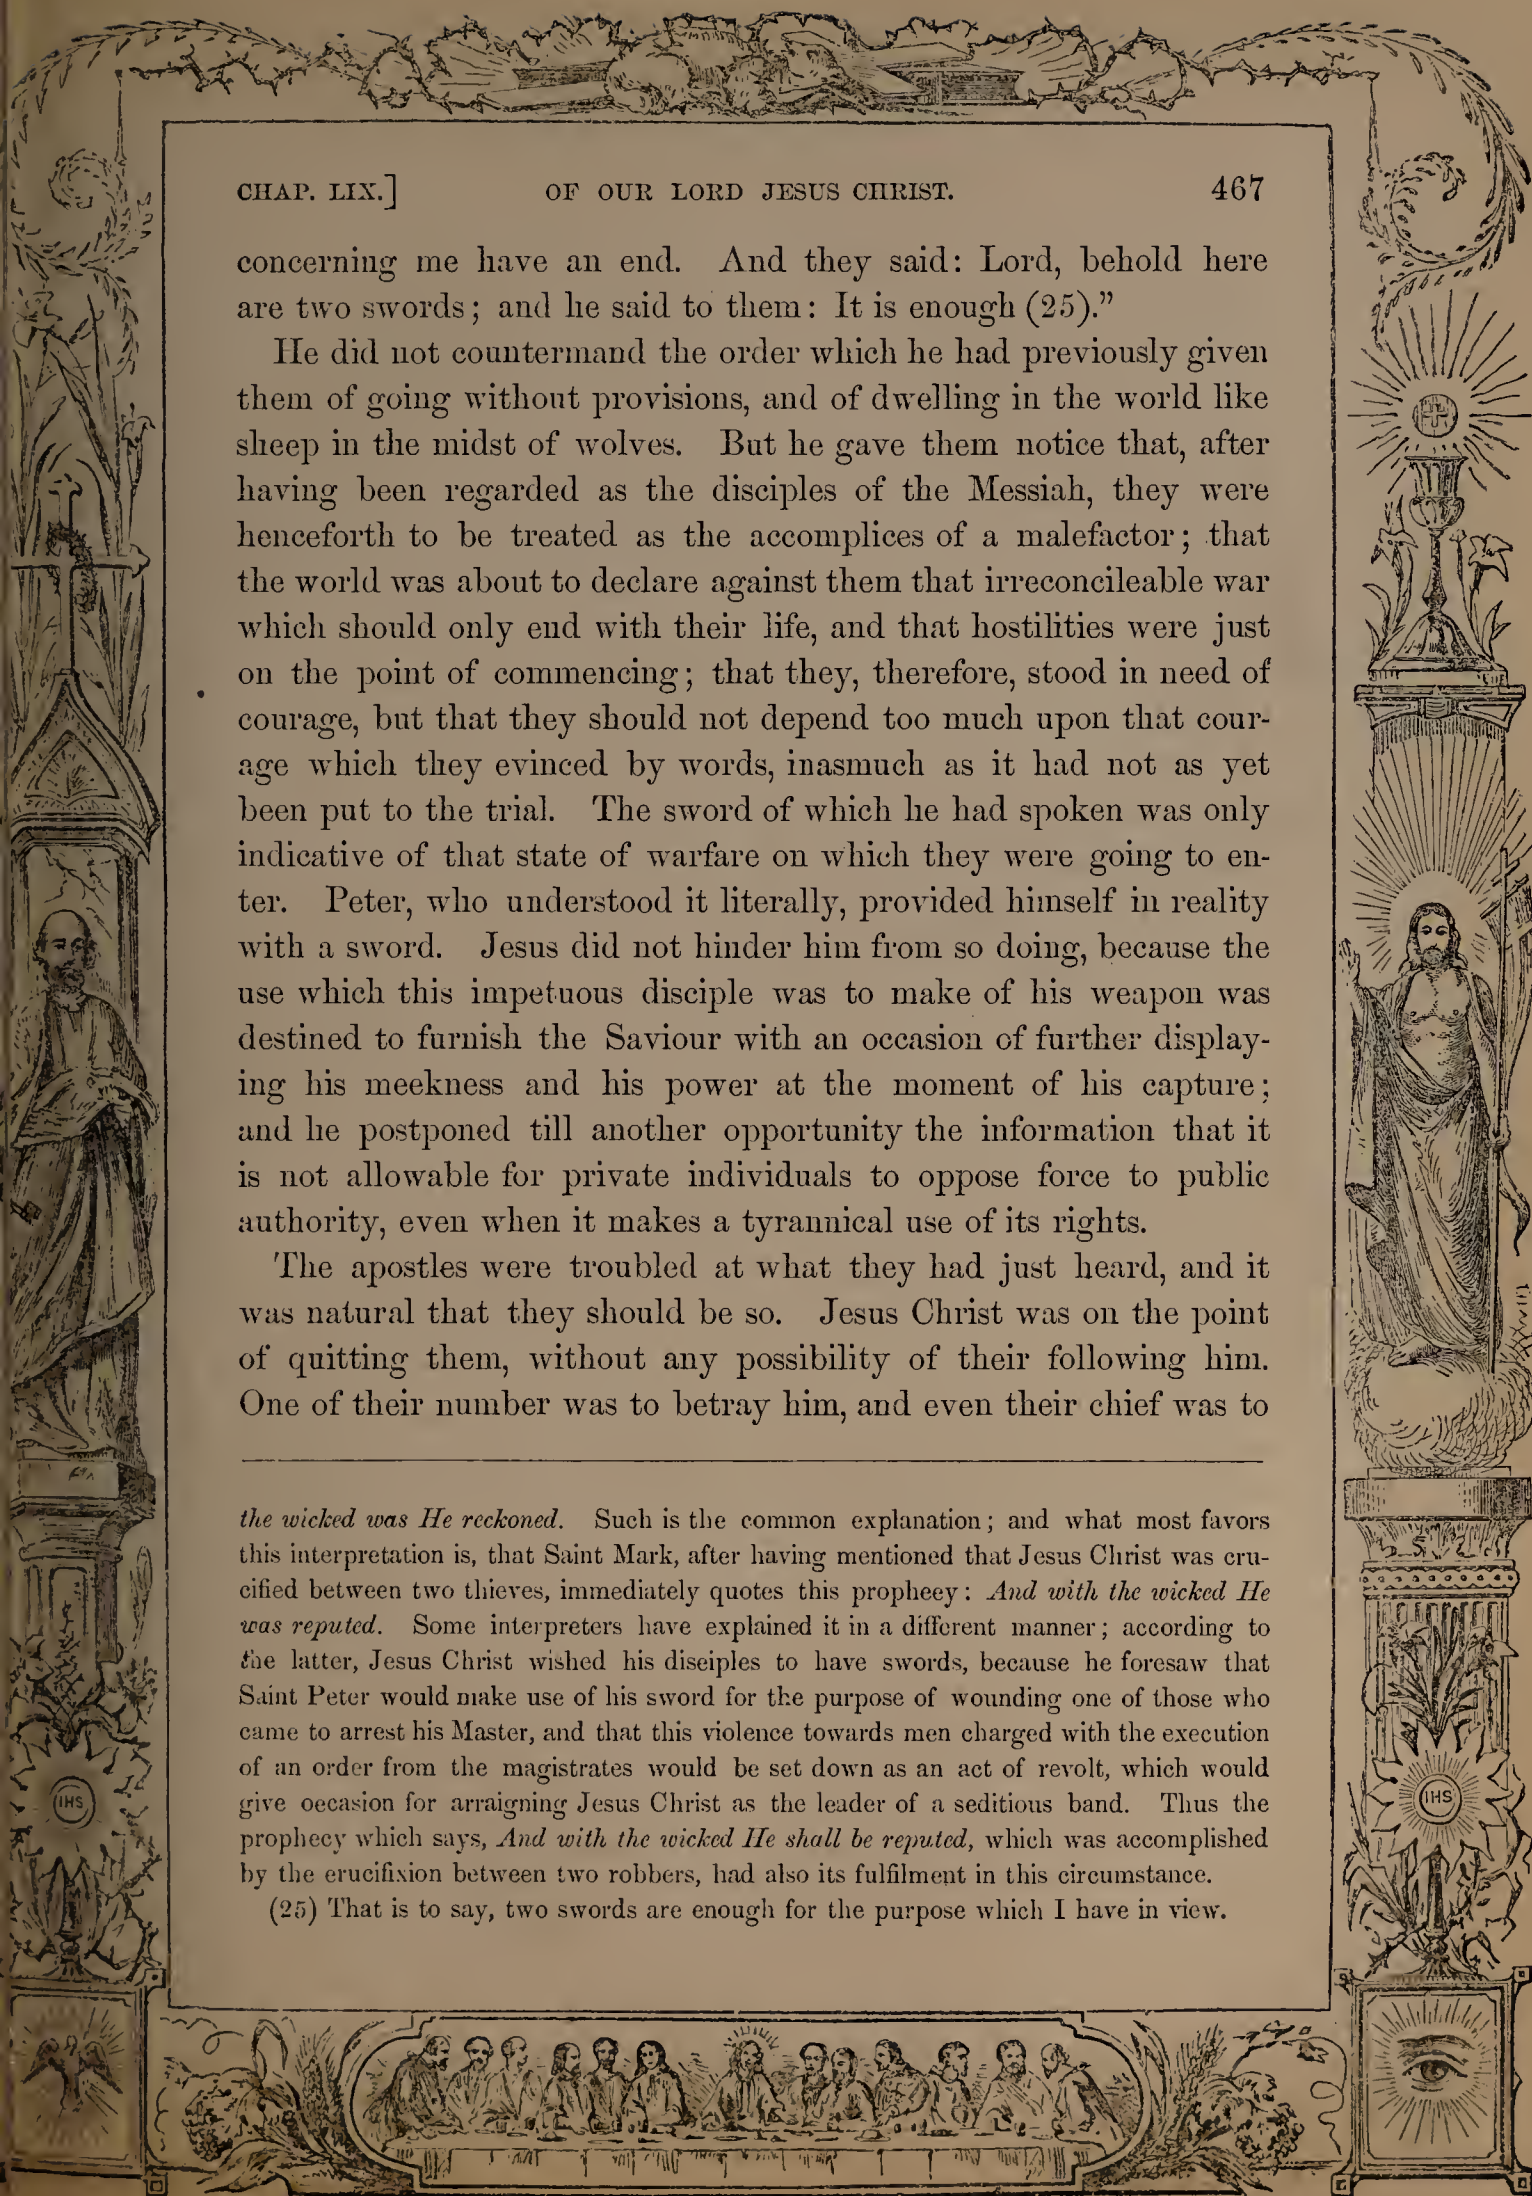 CHAP. LIX.] OF OUR LORD JESUS CHRIST. 467
concerning me have an end. And they said: Lord, behold here
are two swords; and he said to them: It is enough (25).”
He did not countermand the order which he had previously given
them of going without provisions, and of dwelling in the world like
sheep in the midst of wolves. But he gave them notice that, after
having been regarded as the disciples of the Messiah, they were
henceforth to be treated as the accomplices of a malefactor; that
the world was about to declare against them that irreconcileable war
which should only end with their life, and that hostilities were just
on the point of commencing; that they, therefore, stood in need of
courage, but that they should not depend too much upon that cour-
age which they evinced by words, inasmuch as it had not as yet
been put to the trial. The sword of which he had spoken was only
indicative of that state of warfare on which they were going to en-
ter. Peter, who understood it literally, provided himself in reality
with a sword. Jesus did not hinder him from so doing, because the
use which this impetuous disciple was to make of his weapon was
destined to furnish the Saviour with an occasion of further display-
ing his meekness and his power at the moment of his capture;
and he postponed till another opportunity the information that it
is not allowable for private individuals to oppose force to public
authority, even when it makes a tyrannical use of its rights.
The apostles were troubled at what they had just heard, and it
was natural that they should be so. Jesus Christ was on the point
of quitting them, without any possibility of their following him.
One of their number was to betray him, and even their chief was to
the wicked was He reckoned. Such is the common explanation; and what most favors
this interpretation is, that Saint Mark, after having mentioned that Jesus Christ was cru-
cified between two thieves, immediately quotes this prophecy: And with the wicked He
was reputed. Some interpreters have explained it in a different manner; according to
the latter, Jesus Christ wished his disciples to have swords, because he foresaw that
Saint Peter would make use of his sword for the purpose of wounding one of those who
came to arrest his Master, and that this violence towards men charged with the execution
of an order from the magistrates would be set down as an act of revolt, which would
give occasion for arraigning Jesus Christ as the leader of a seditious band. Thus the
prophecy which says, And with the wicked He shall be reputed, which was accomplished
by the crucifixion between two robbers, had also its fulfilment in this circumstance.
(25) That is to say, two swords are enough for the purpose which I have in view.
IHS
IHS